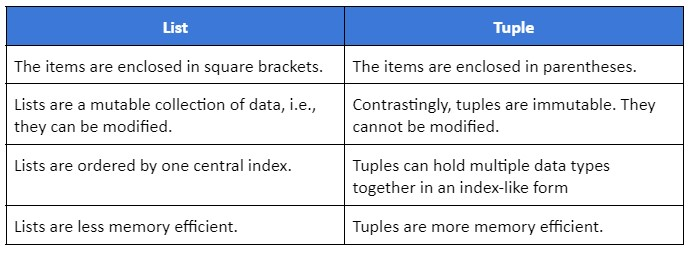 List
Tuple
The items are enclosed in square brackets.
The items are enclosed in parentheses.
Lists are a mutable collection of data, i.e.,
they can be modified.
Contrastingly, tuples are immutable. They
cannot be modified.
Lists are ordered by one central index.
Tuples can hold multiple data types
together in an index-like form
Lists are less memory efficient.
Tuples are more memory efficient.